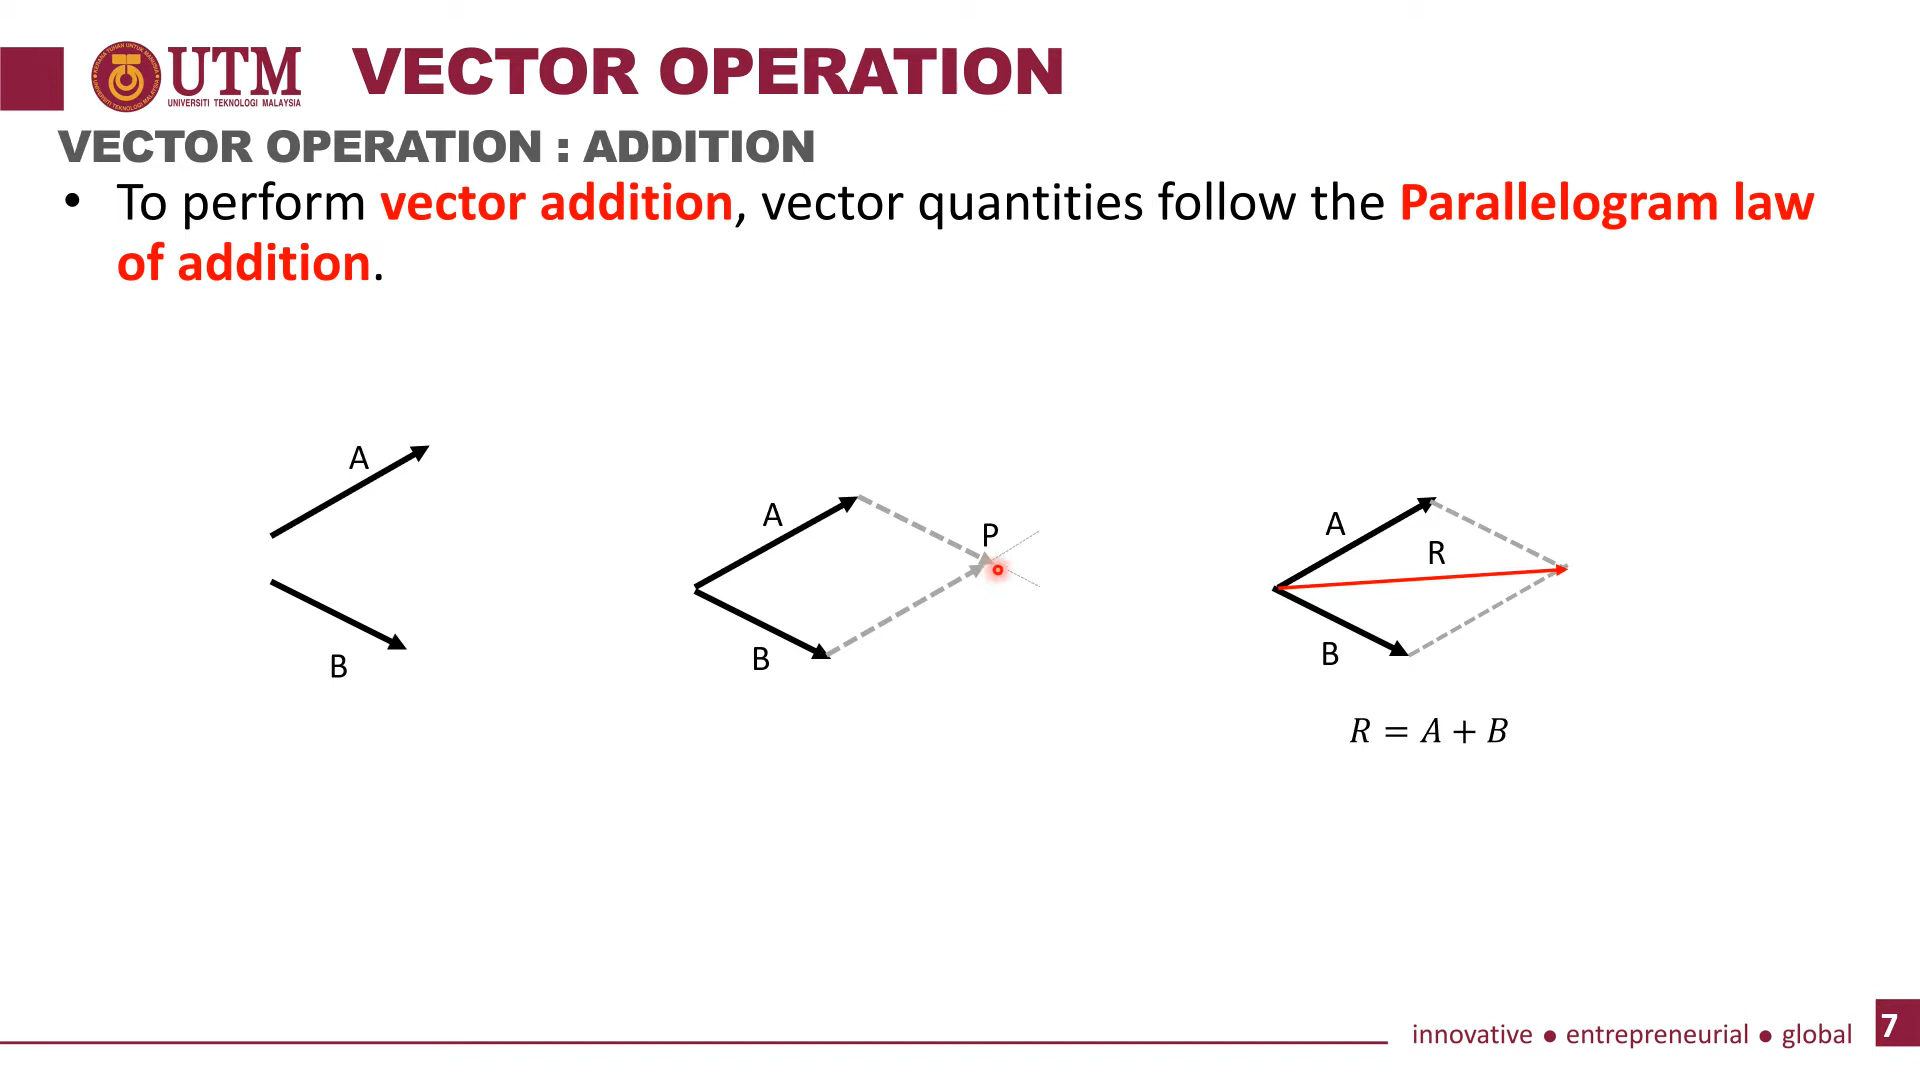 UTM
UNIVERSITI TEKNOLOGI MALAYSIA
VECTOR OPERATION
VECTOR OPERATION : ADDITION
• To perform vector addition, vector quantities follow the Parallelogram law
of addition.
A
B
A
P
B
A
R
B
R = A + B
innovative ● entrepreneurial ● global
7